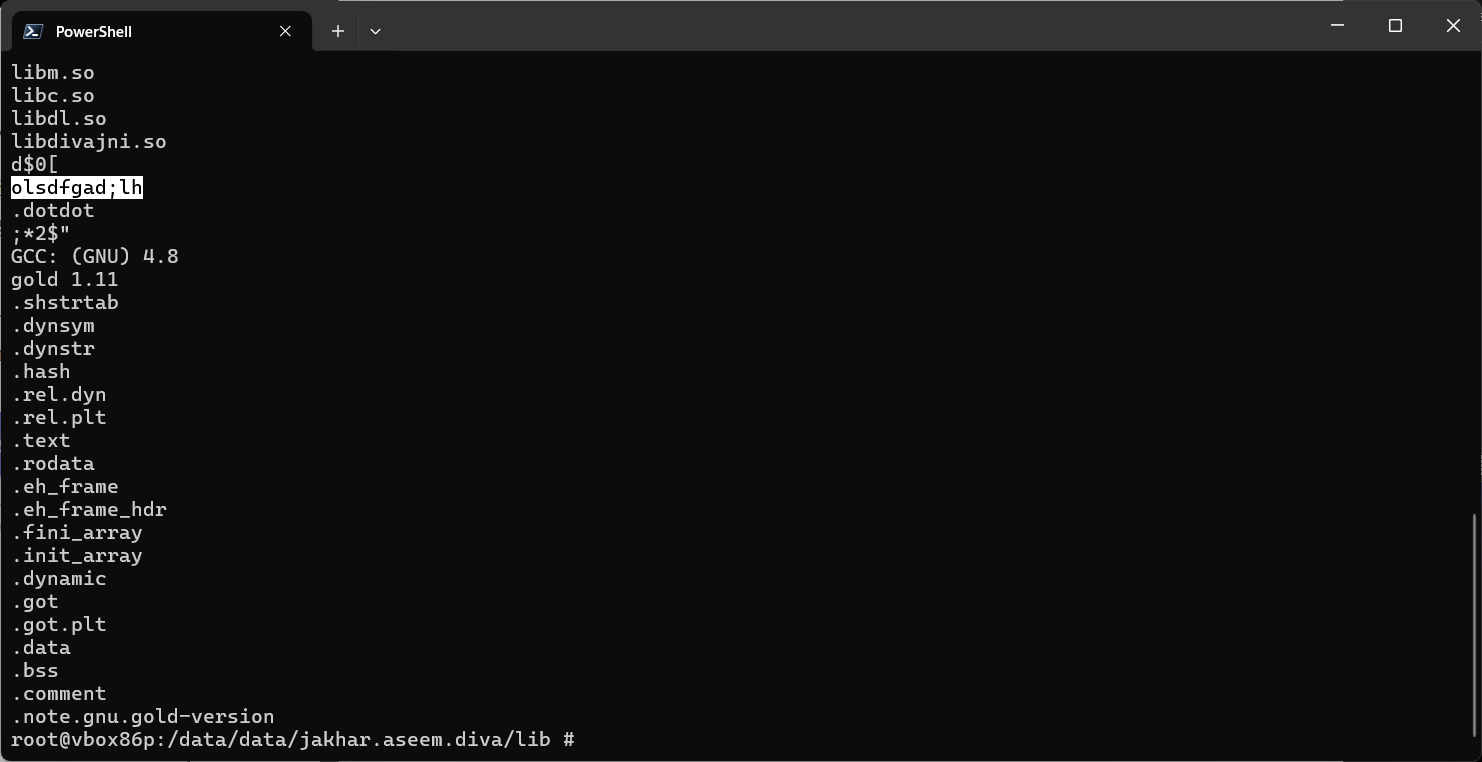 PowerShell
libm.so
libc.so
libdl.so
libdivajni.so
d$0[
olsdfgad;lh
.dotdot
;*2$"
GCC: (GNU) 4.8
gold 1.11
.shstrtab
.dynsym
.dynstr
.hash
.rel.dyn
.rel.plt
.text
.rodata
.eh_frame
.eh_frame_hdr
.fini_array
.init_array
.dynamic
.got
.got.plt
.data
.bss
.comment
.note.gnu.gold-version
root@vbox86p:/data/data/jakhar.aseem.diva/lib #